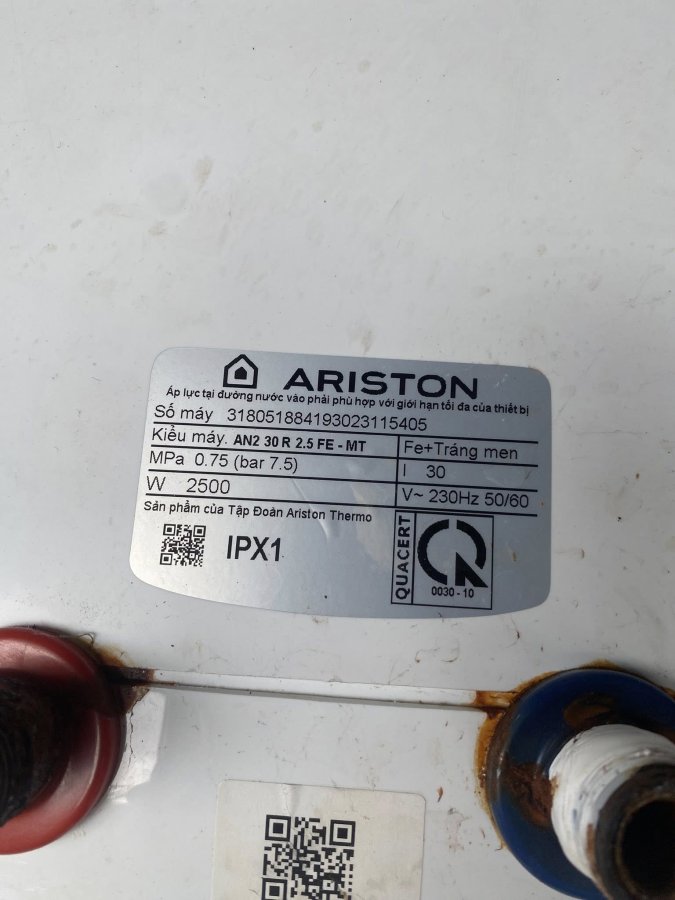 ARISTON
Áp lực tại đường nước vào phải phù hợp với giới hạn tối đa của thiết bị
Số máy 318051884193023115405
Kiểu máy. AN2 30 R 2.5 FE - MT
Fe+Tráng men
MPa 0.75 (bar 7.5)
l 30
W 2500
V~ 230Hz 50/60
Sản phẩm của Tập Đoàn Ariston Thermo
IPX1
QUACERT
0030 - 10